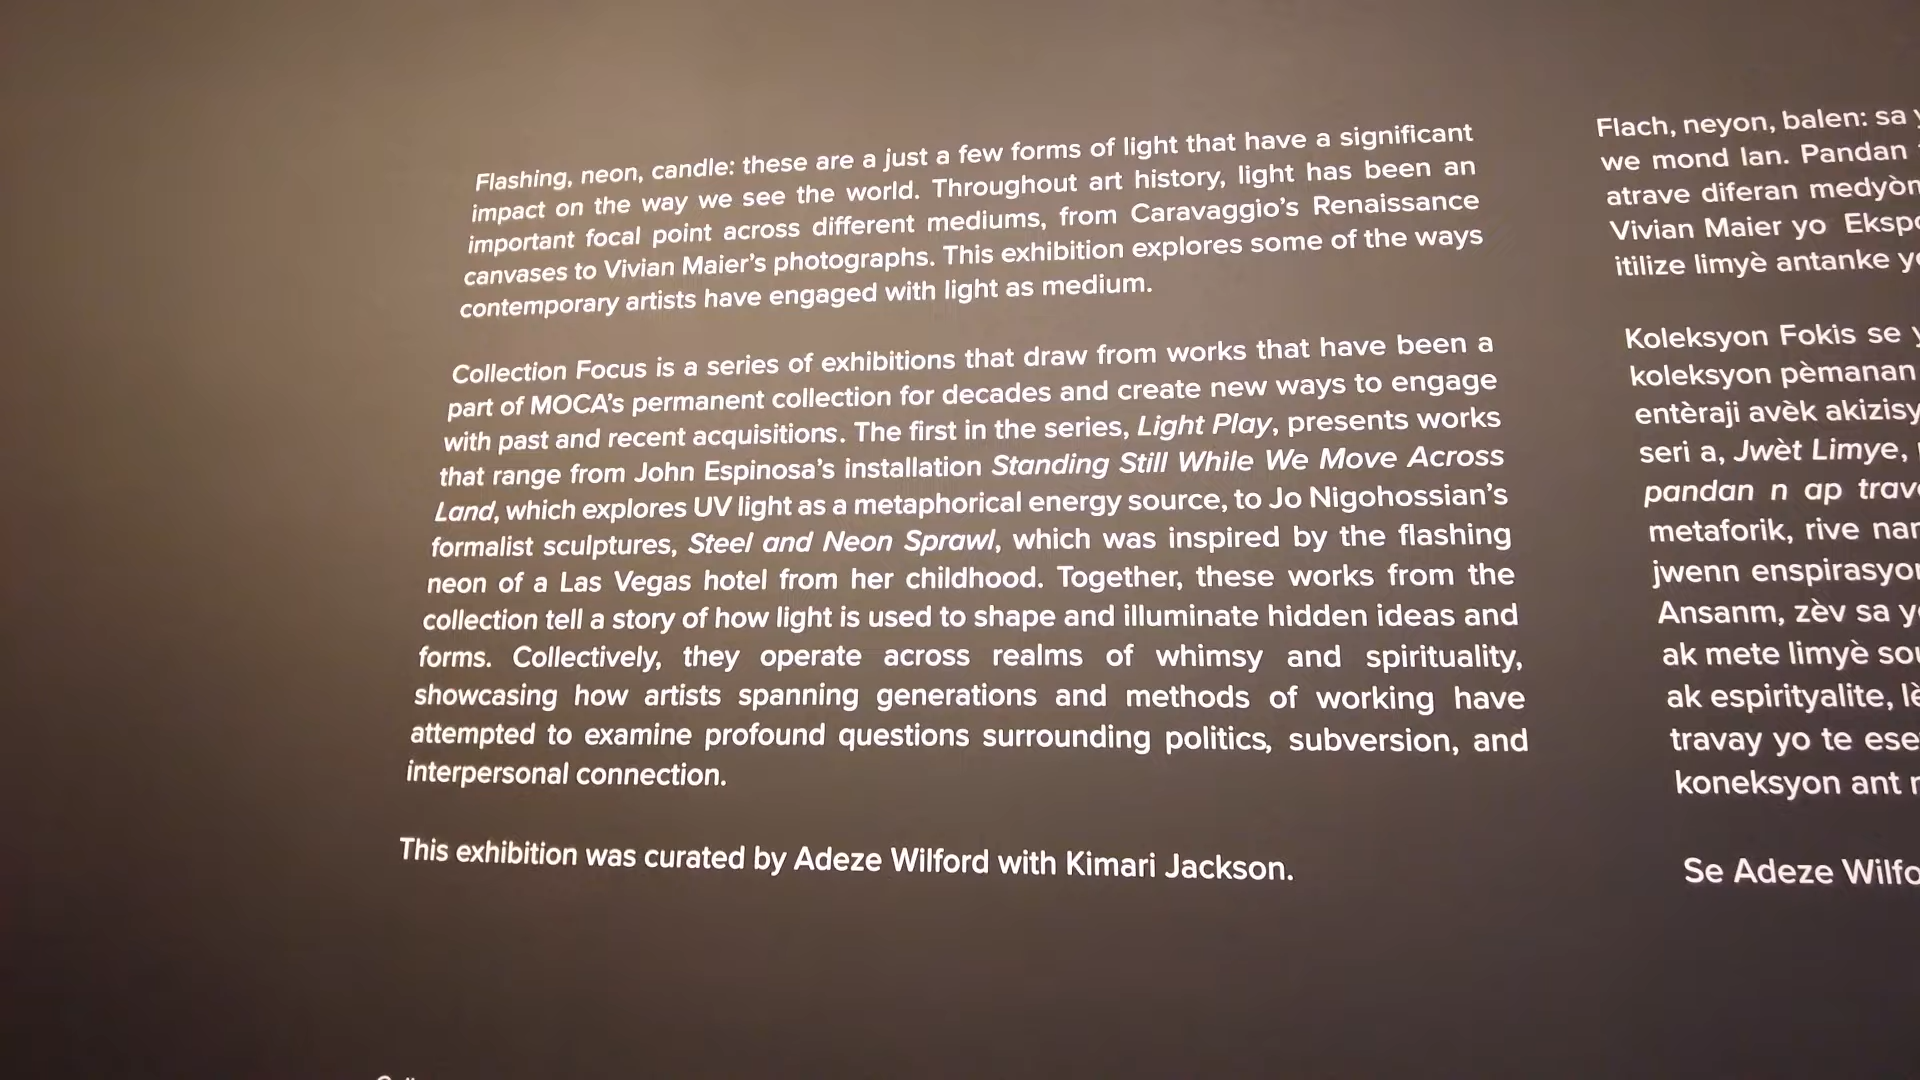 Flashing, neon, candle: these are a just a few forms of light that have a significant
impact on the way we see the world. Throughout art history, light has been an
important focal point across different mediums, from Caravaggio's Renaissance
canvases to Vivian Maier's photographs. This exhibition explores some of the ways
contemporary artists have engaged with light as medium.
Collection Focus is a series of exhibitions that draw from works that have been a
part of MOCA's permanent collection for decades and create new ways to engage
with past and recent acquisitions. The first in the series, Light Play, presents works
that range from John Espinosa's installation Standing Still While We Move Across
Land, which explores UV light as a metaphorical energy source, to Jo Nigohossian's
formalist sculptures, Steel and Neon Sprawl, which was inspired by the flashing
neon of a Las Vegas hotel from her childhood. Together, these works from the
collection tell a story of how light is used to shape and illuminate hidden ideas and
forms. Collectively, they operate across realms of whimsy and spirituality,
showcasing how artists spanning generations and methods of working have
attempted to examine profound questions surrounding politics, subversion, and
interpersonal connection.
This exhibition was curated by Adeze Wilford with Kimari Jackson.
Flach, neyon, balen: sa
we mond lan. Pandan
atrave diferan
Vivian Maier yo
itilize limyè antanke
Koleksyon Fokis se
koleksyon pèmanan
entèraji avèk
seri a, Jwèt Limye,
pandan n ap
metaforik, rive
jwenn
Ansanm, zèv sa
ak mete limyè
ak espirityalite,
travay yo te
koneksyon ant
Se Adeze